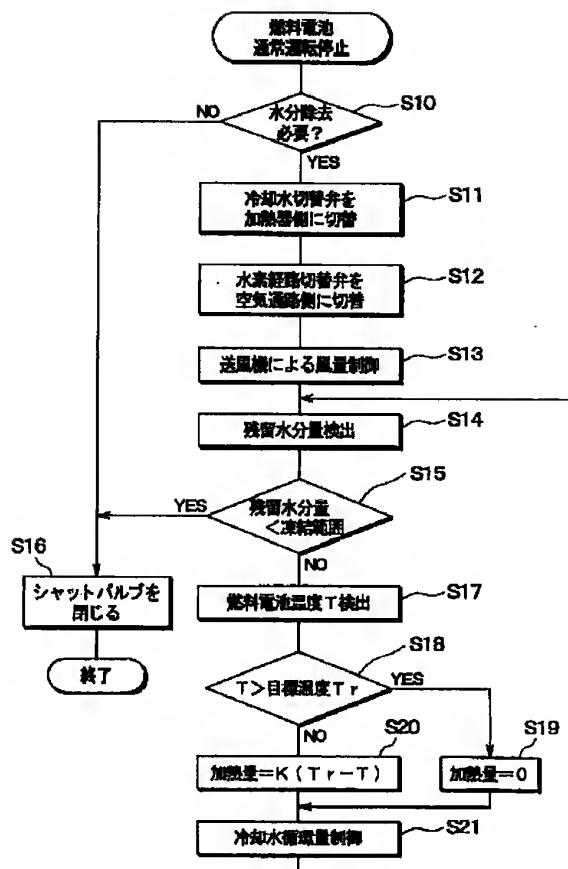 燃料電池
通常運転停止
S10
NO
水分除去
必要?
YES
S11
冷却水切替弁を
加熱器側に切替
S12
水素経路切替弁を
空気通路側に切替
S13
送風機による風量制御
S14
残留水分量検出
S15
YES
残留水分量
<凍結範囲
NO
S16
シャットバルブを
閉じる
終了
S17
燃料電池温度T検出
S18
T>目標温度Tr
YES
NO
S20
加熱量=K(Tr-T)
S19
加熱量=0
S21
冷却水循環量制御